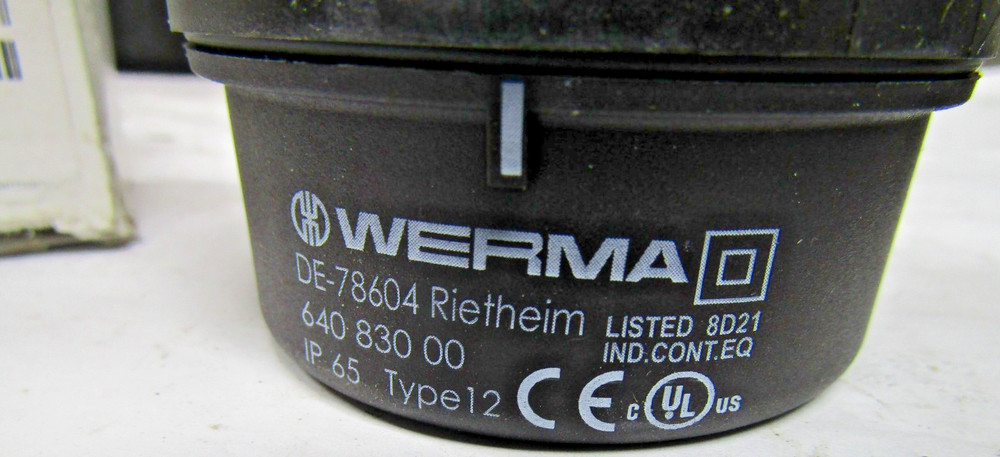 WERMA
DE-78604 Rietheim
640 830 00
IP 65 Type12
LISTED 8D21
IND.CONT.EQ
CE c UL US